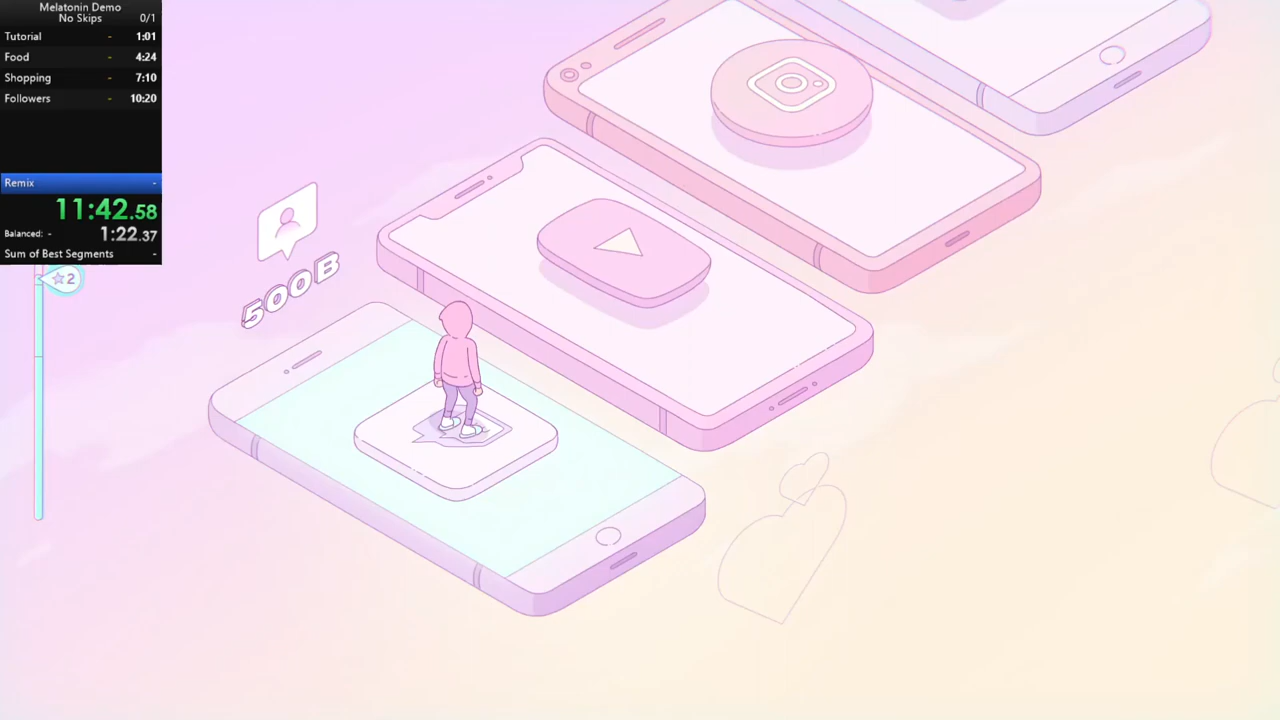 Melatonin Demo
No Skips 0/1
Tutorial - 1:01
Food - 4:24
Shopping - 7:10
Followers - 10:20
Remix -
11:42.58
Balanced: - 1:22.37
Sum of Best Segments -
2
500B